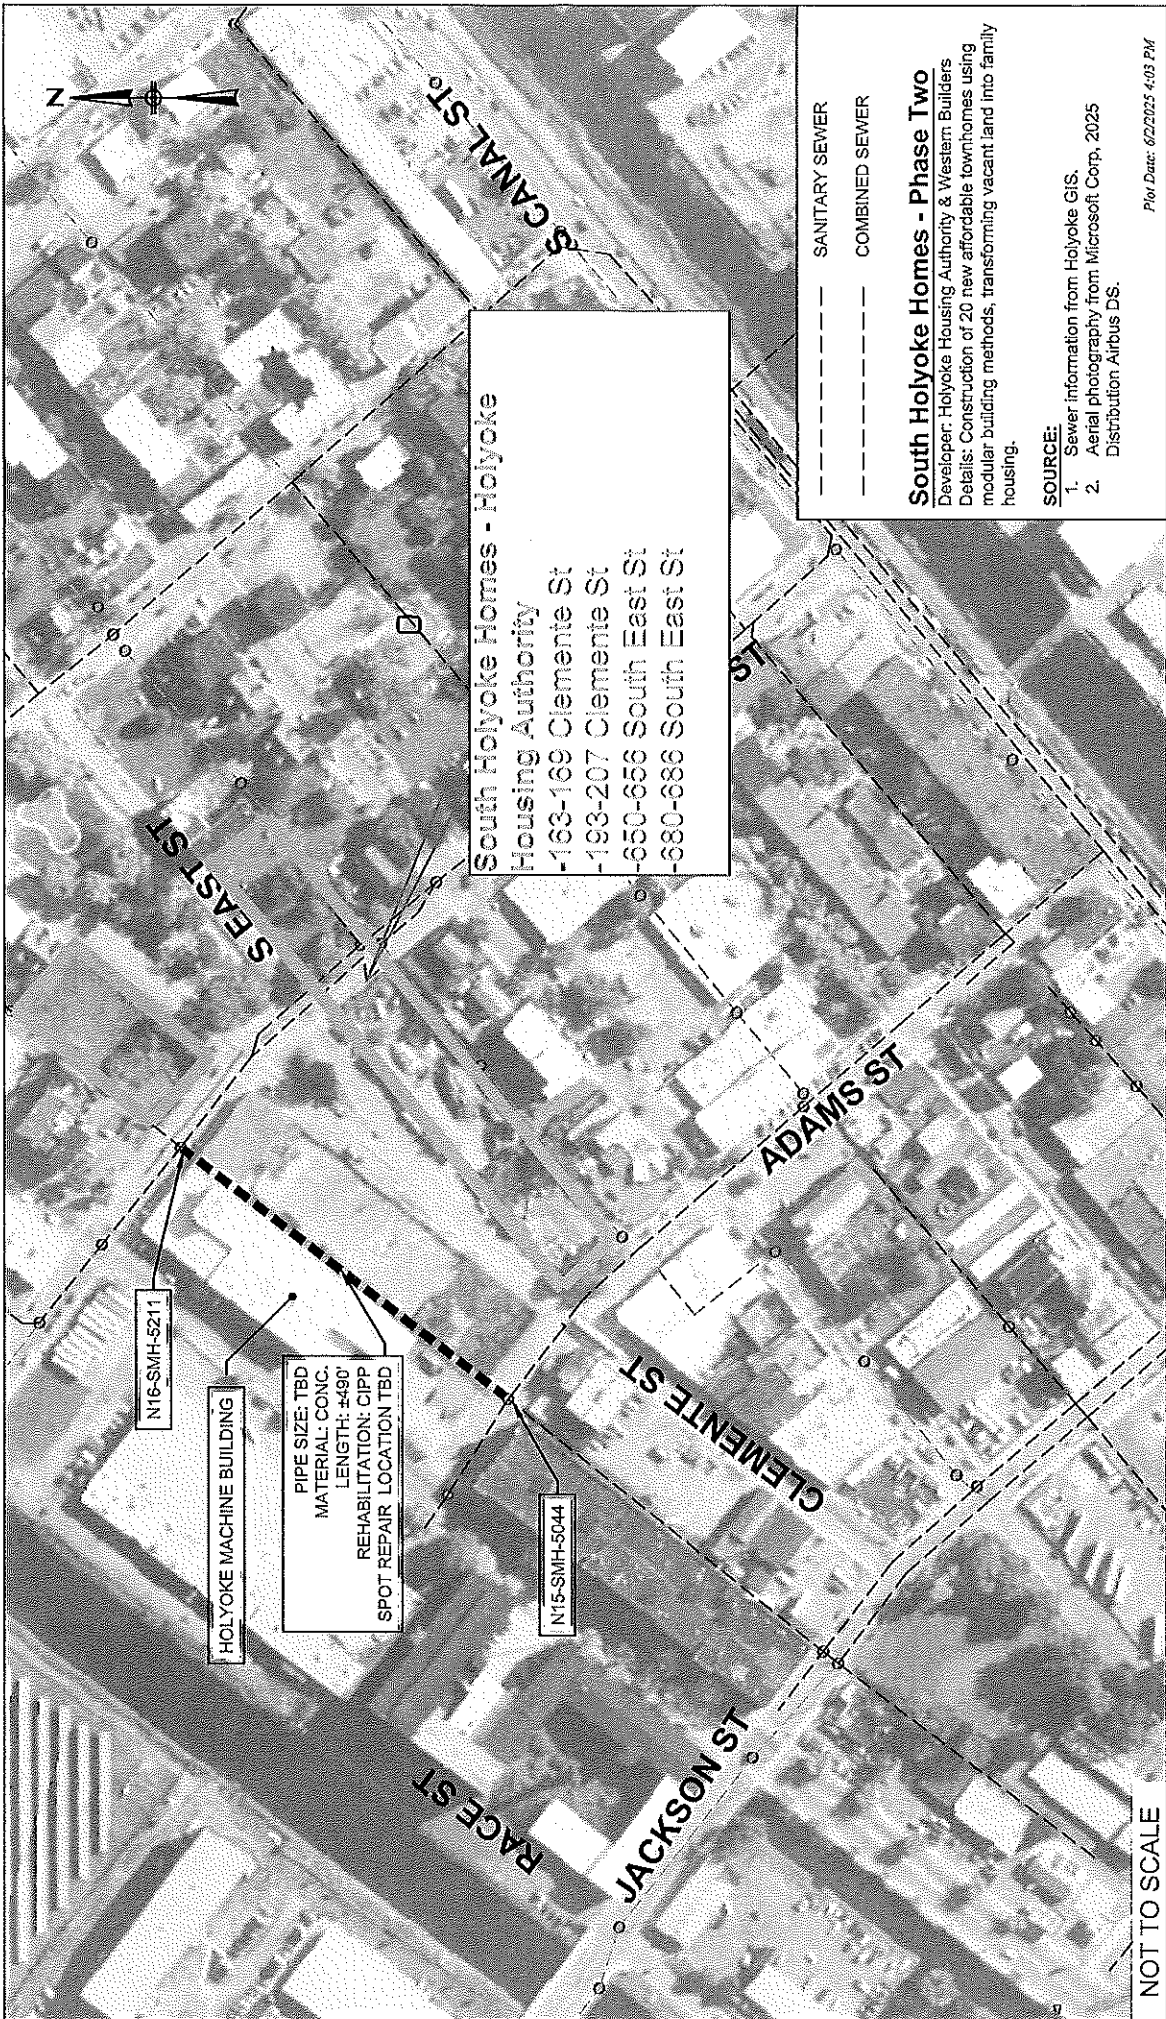 N
S CANAL ST
S EAST ST
N16-SMH-5211
HOLYOKE MACHINE BUILDING
PIPE SIZE: TBD
MATERIAL: CONC.
LENGTH: ±490'
REHABILITATION: CIPP
SPOT REPAIR LOCATION TBD
N15-SMH-5044
RACE ST
JACKSON ST
CLEMENTE ST
ADAMS ST
ST
South Holyoke Homes - Holyoke
Housing Authority
-163-169 Clemente St
-193-207 Clemente St
-650-656 South East St
-680-686 South East St
SANITARY SEWER
COMBINED SEWER
South Holyoke Homes - Phase Two
Developer: Holyoke Housing Authority & Western Builders
Details: Construction of 20 new affordable townhomes using
modular building methods, transforming vacant land into family
housing.
SOURCE:
1. Sewer information from Holyoke GIS.
2. Aerial photography from Microsoft Corp, 2025
Distribution Airbus DS.
Plot Date: 6/2/2025 4:03 PM
NOT TO SCALE